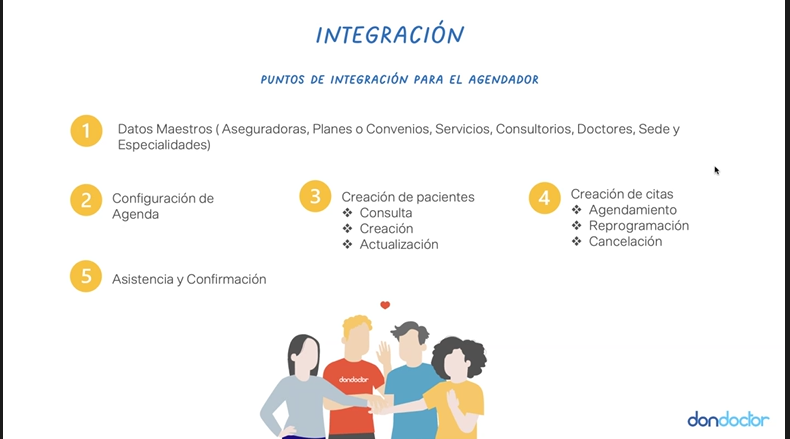 INTEGRACIÓN
PUNTOS DE INTEGRACIÓN PARA EL AGENDADOR
1
Datos Maestros ( Aseguradoras, Planes o Convenios, Servicios, Consultorios, Doctores, Sede y
Especialidades)
2
Configuración de
Agenda
3
Creación de pacientes
❖ Consulta
❖ Creación
❖ Actualización
4
Creación de citas
❖ Agendamiento
❖ Reprogramación
❖ Cancelación
5
Asistencia y Confirmación
dondoctor
dondoctor